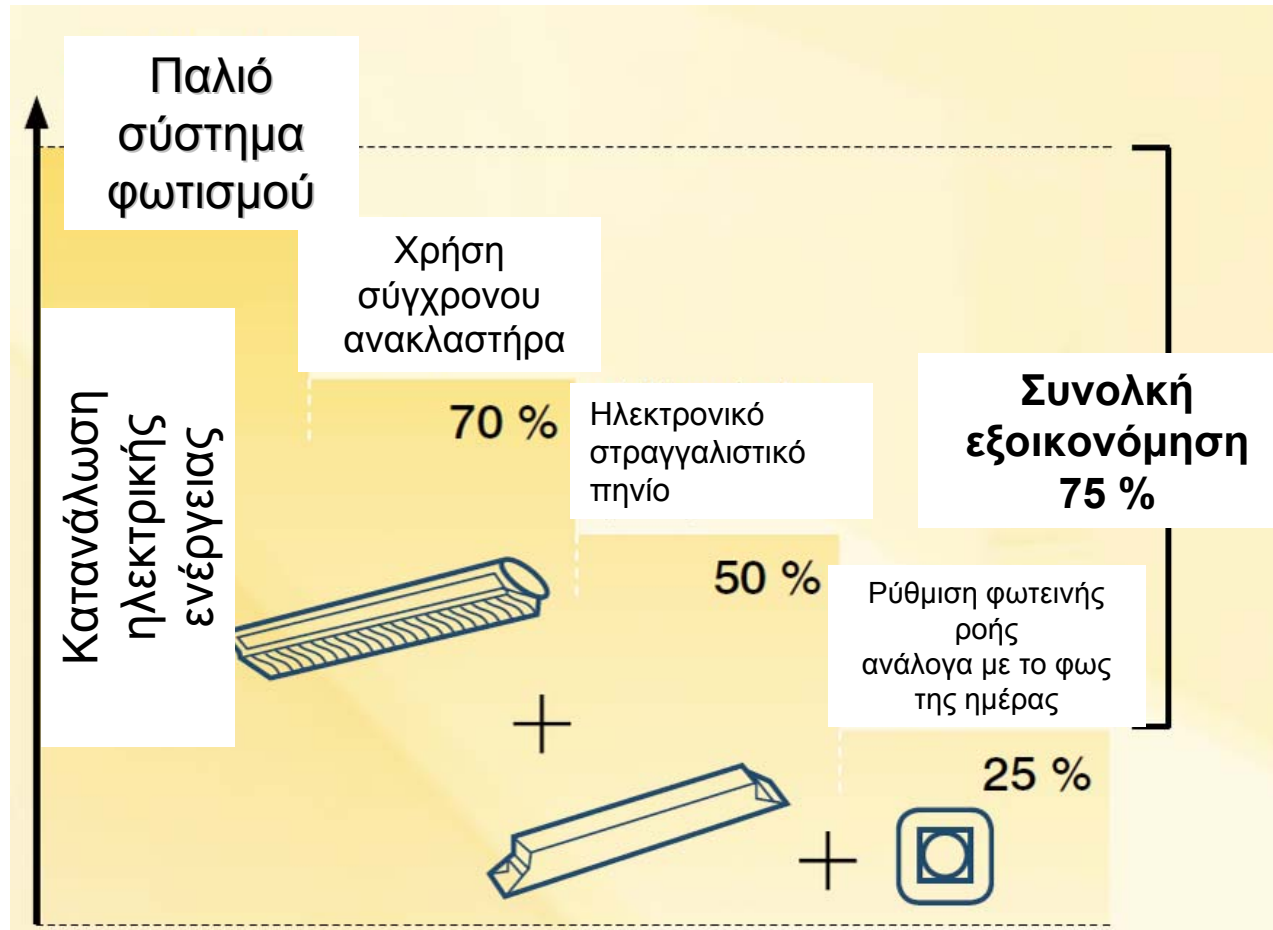 Παλιό
σύστημα
φωτισμού
Χρήση
σύγχρονου
ανακλαστήρα
Κατανάλωση
ηλεκτρικής
ενέργειας
70 %
Ηλεκτρονικό
στραγγαλιστικό
πηνίο
50 %
Ρύθμιση φωτεινής
ροής
ανάλογα με το φως
της ημέρας
25 %
Συνολκή
εξοικονόμηση
75 %